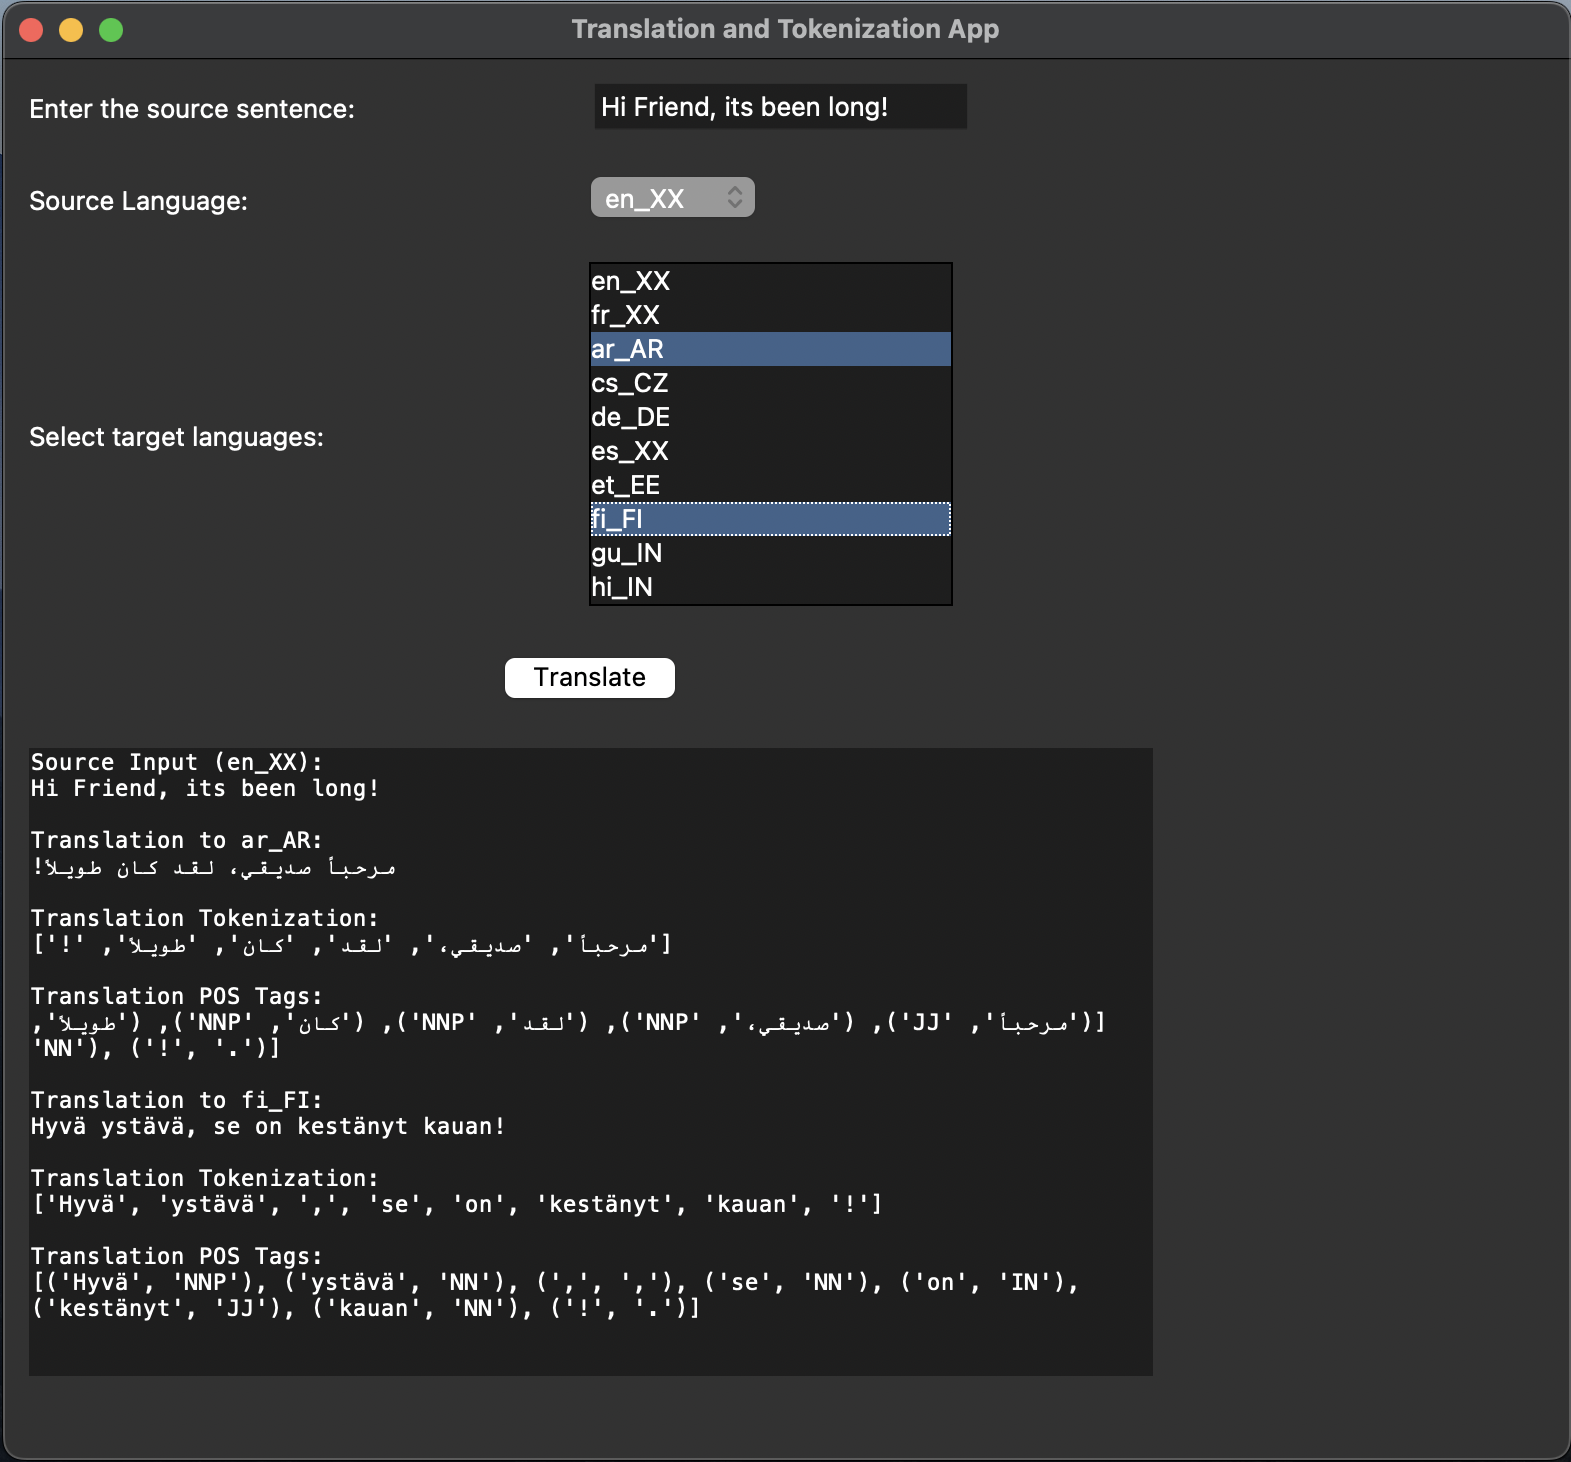 Translation and Tokenization App
Enter the source sentence:
Hi Friend, its been long!
Source Language:
en_XX
Select target languages:
en_XX
fr_XX
ar_AR
cs_CZ
de_DE
es_XX
et_EE
fi_FI
gu_IN
hi_IN
Translate
Source Input (en_XX):
Hi Friend, its been long!
Translation to ar_AR:
مرحباً صديقي، لقد كان طويلاً!
Translation Tokenization:
['مرحباً', 'صديقي،', 'لقد', 'كان', 'طويلاً', '!']
Translation POS Tags:
[('مرحباً', 'JJ'), ('صديقي،', 'NNP'), ('لقد', 'NNP'), ('كان', 'NNP'), ('طويلاً',
'NN'), ('!', '.')]
Translation to fi_FI:
Hyvä ystävä, se on kestänyt kauan!
Translation Tokenization:
['Hyvä', 'ystävä', ',', 'se', 'on', 'kestänyt', 'kauan', '!']
Translation POS Tags:
[('Hyvä', 'NNP'), ('ystävä', 'NN'), (',', ','), ('se', 'NN'), ('on', 'IN'),
('kestänyt', 'JJ'), ('kauan', 'NN'), ('!', '.')]